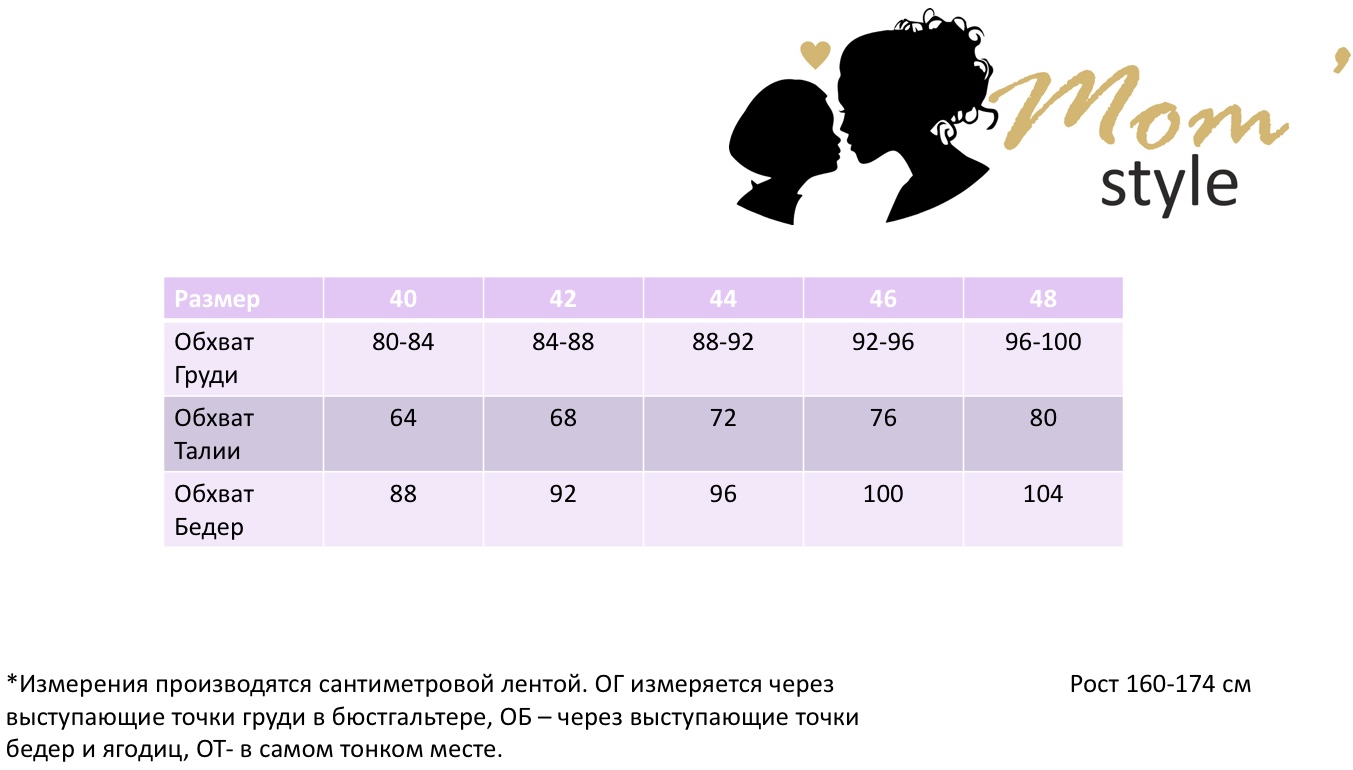 Mom ’
style
Размер 40 42 44 46 48
Обхват 80-84 84-88 88-92 92-96 96-100
Груди
Обхват 64 68 72 76 80
Талии
Обхват 88 92 96 100 104
Бедер
*Измерения производятся сантиметровой лентой. ОГ измеряется через
выступающие точки груди в бюстгальтере, ОБ – через выступающие точки
бедер и ягодиц, ОТ- в самом тонком месте.
Рост 160-174 см